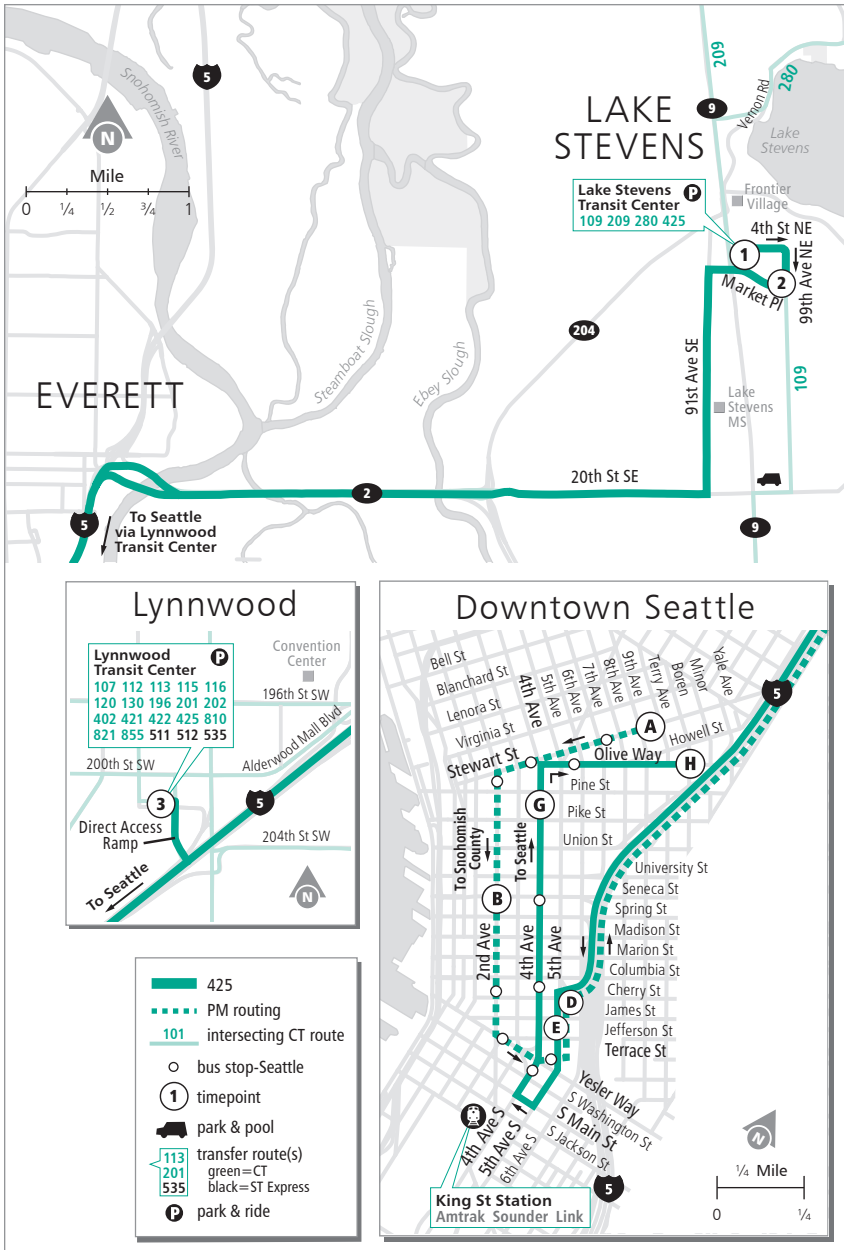 Snohomish River
5
N
Mile
0 ¼ ½ ¾ 1
209
280
9
Vernon Rd
Lake
Stevens
LAKE
STEVENS
Lake Stevens
Transit Center
P
109 209 280 425
Frontier
Village
4th St NE
1
2
99th Ave NE
Market Pl
204
Steamboat Slough
Ebey Slough
91st Ave SE
109
Lake
Stevens
MS
EVERETT
20th St SE
2
5
To Seattle
via Lynnwood
Transit Center
9
Lynnwood
Lynnwood
Transit Center
P
107 112 113 115 116
120 130 196 201 202
402 421 422 425 810
821 855 511 512 535
Convention
Center
196th St SW
Alderwood Mall Blvd
200th St SW
3
5
Direct Access
Ramp
204th St SW
To Seattle
N
425
PM routing
101
intersecting CT route
bus stop-Seattle
1
timepoint
park & pool
113
201
535
transfer route(s)
green=CT
black=ST Express
P
park & ride
Downtown Seattle
Bell St
Blanchard St
Lenora St
Virginia St
Stewart St
4th Ave
5th Ave
6th Ave
7th Ave
8th Ave
9th Ave
Terry Ave
Boren
Minor
Yale Ave
5
A
Howell St
Olive Way
H
Pine St
G
Pike St
Union St
To Snohomish
County
To Seattle
B
2nd Ave
4th Ave
5th Ave
University St
Seneca St
Spring St
Madison St
Marion St
Columbia St
Cherry St
D
James St
E
Jefferson St
Terrace St
Yesler Way
S Washington St
S Main St
S Jackson St
4th Ave S
5th Ave S
6th Ave S
5
King St Station
Amtrak Sounder Link
N
¼ Mile
0 ¼